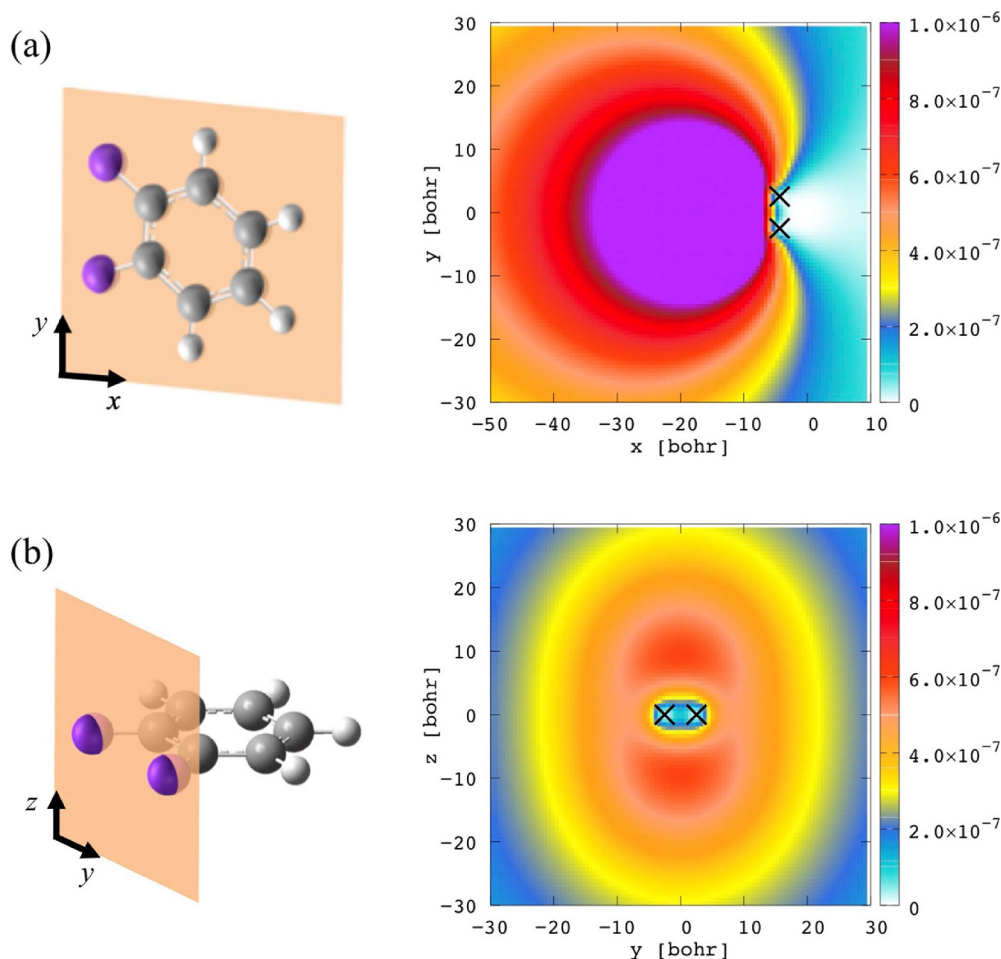 (a)
y
x
30
20
10
0
−10
−20
−30
y [bohr]
−50 −40 −30 −20 −10 0 10
x [bohr]
1.0×10⁻⁶
8.0×10⁻⁷
6.0×10⁻⁷
4.0×10⁻⁷
2.0×10⁻⁷
0
(b)
z
y
30
20
10
0
−10
−20
−30
z [bohr]
−30 −20 −10 0 10 20 30
y [bohr]
1.0×10⁻⁶
8.0×10⁻⁷
6.0×10⁻⁷
4.0×10⁻⁷
2.0×10⁻⁷
0